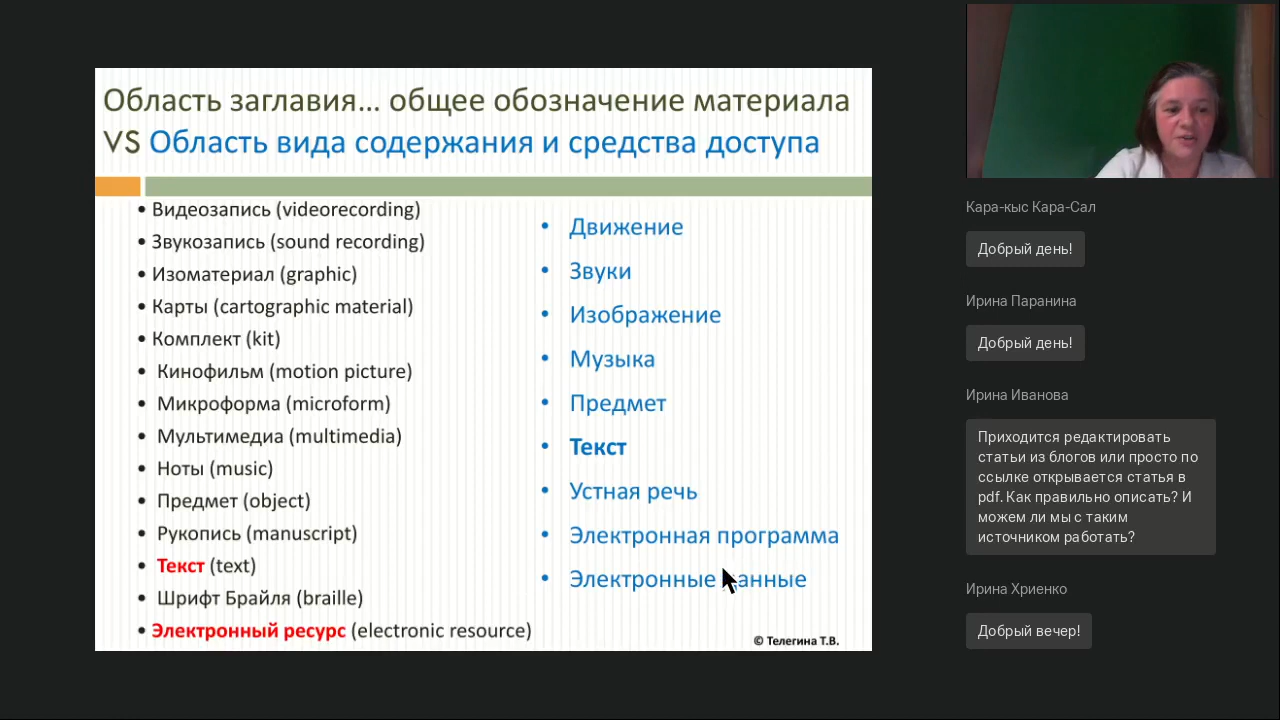 Область заглавия... общее обозначение материала
VS Область вида содержания и средства доступа
• Видеозапись (videorecording)
• Звукозапись (sound recording)
• Изоматериал (graphic)
• Карты (cartographic material)
• Комплект (kit)
• Кинофильм (motion picture)
• Микроформа (microform)
• Мультимедиа (multimedia)
• Ноты (music)
• Предмет (object)
• Рукопись (manuscript)
• Текст (text)
• Шрифт Брайля (braille)
• Электронный ресурс (electronic resource)
• Движение
• Звуки
• Изображение
• Музыка
• Предмет
• Текст
• Устная речь
• Электронная программа
• Электронные данные
© Телегина Т.В.
Кара-кыс Кара-Сал
Добрый день!
Ирина Паранина
Добрый день!
Ирина Иванова
Приходится редактировать
статьи из блогов или просто по
ссылке открывается статья в
pdf. Как правильно описать? И
можем ли мы с таким
источником работать?
Ирина Хриенко
Добрый вечер!